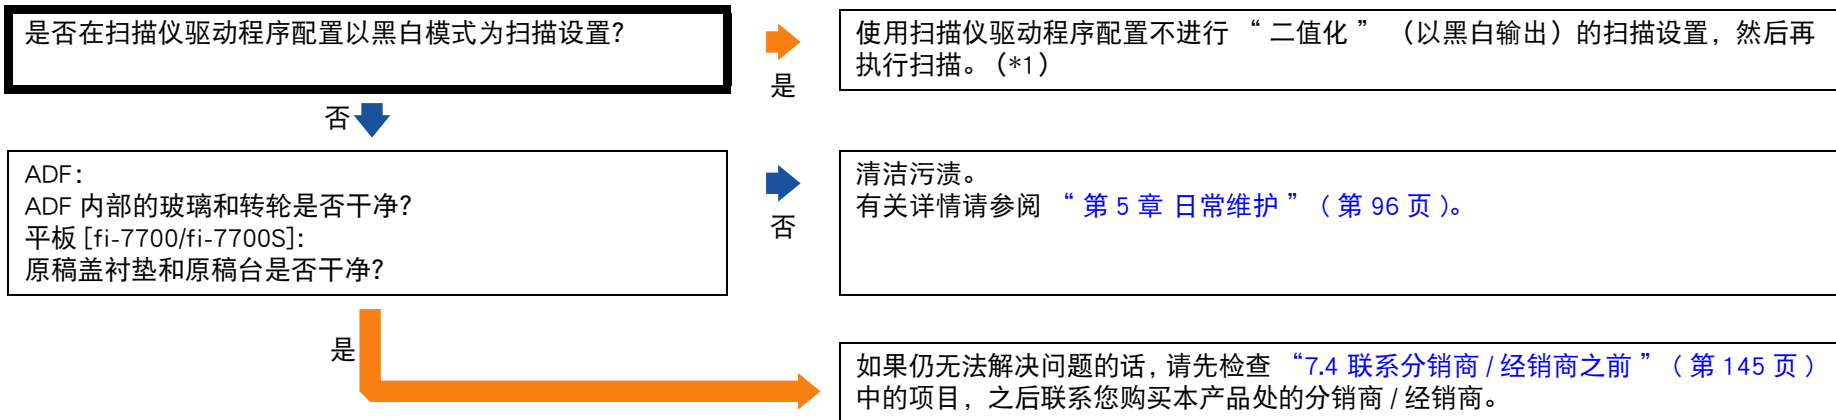 是否在扫描仪驱动程序配置以黑白模式为扫描设置？
是
使用扫描仪驱动程序配置不进行 “ 二值化 ” （以黑白输出）的扫描设置，然后再
执行扫描。(*1)
否
ADF:
ADF 内部的玻璃和转轮是否干净？
平板 [fi-7700/fi-7700S]:
原稿盖衬垫和原稿台是否干净？
否
清洁污渍。
有关详情请参阅 “ 第 5 章 日常维护 ” ( 第 96 页 )。
是
如果仍无法解决问题的话，请先检查 “7.4 联系分销商 / 经销商之前 ” ( 第 145 页 )
中的项目，之后联系您购买本产品处的分销商 / 经销商。